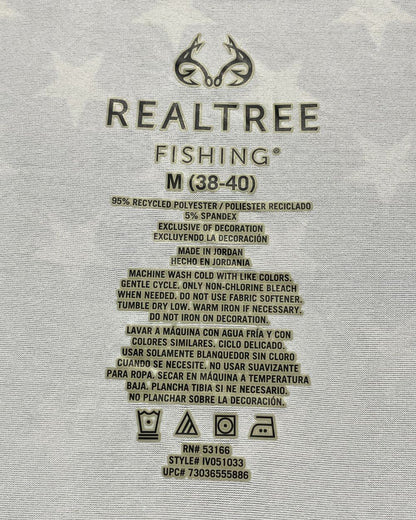 REALTREE
FISHING®
M (38-40)
95% RECYCLED POLYESTER / POLIESTER RECICLADO
5% SPANDEX
EXCLUSIVE OF DECORATION
EXCLUYENDO LA DECORACIÓN
MADE IN JORDAN
HECHO EN JORDANIA
MACHINE WASH COLD WITH LIKE COLORS.
GENTLE CYCLE. ONLY NON-CHLORINE BLEACH
WHEN NEEDED. DO NOT USE FABRIC SOFTENER.
TUMBLE DRY LOW. WARM IRON IF NECESSARY.
DO NOT IRON ON DECORATION.
LAVAR A MÁQUINA CON AGUA FRÍA Y CON
COLORES SIMILARES. CICLO DELICADO.
USAR SOLAMENTE BLANQUEDOR SIN CLORO
CUANDO SE NECESITE. NO USAR SUAVIZANTE
PARA ROPA. SECAR EN MÁQUINA A TEMPERATURA
BAJA. PLANCHA TIBIA SI NE NECESARIO.
NO PLANCHAR SOBRE LA DECORACIÓN.
RN# 53166
STYLE# IV051033
UPC# 73036555886